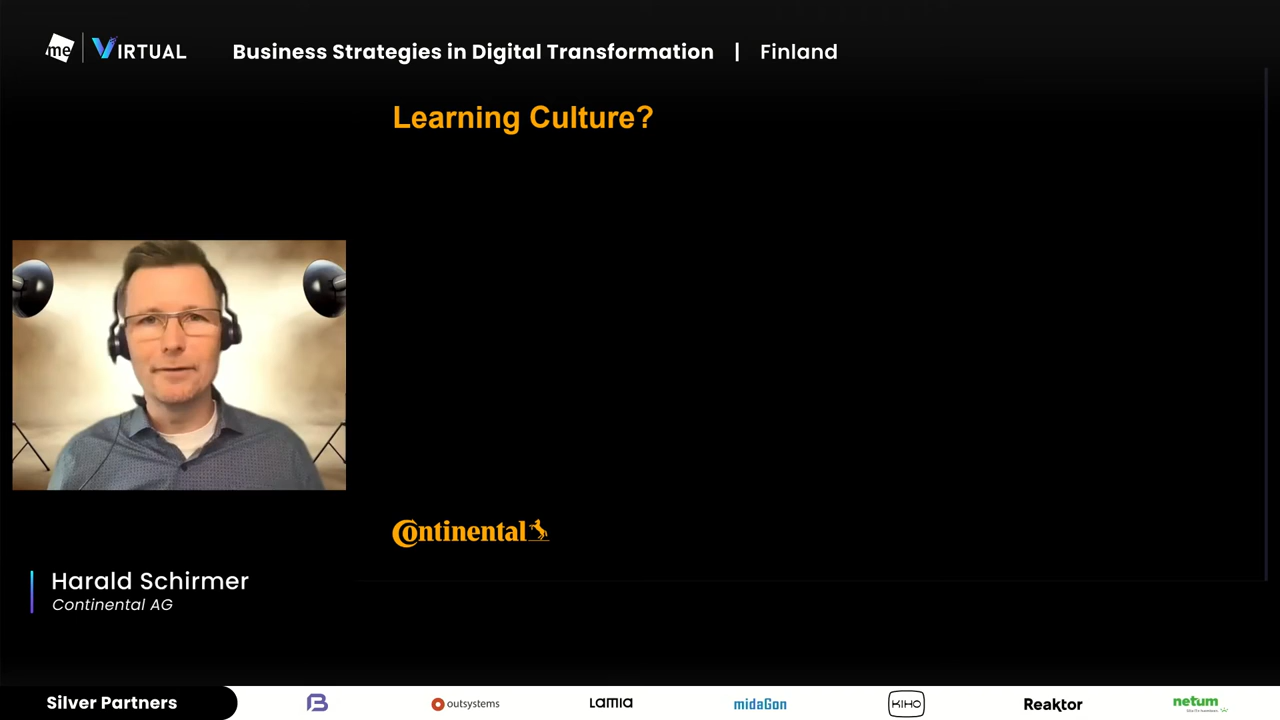 me VIRTUAL
Business Strategies in Digital Transformation | Finland
Learning Culture?
Continental
Harald Schirmer
Continental AG
Silver Partners
B
outsystems
LAMIA
midaGon
KIHO
Reaktor
netum